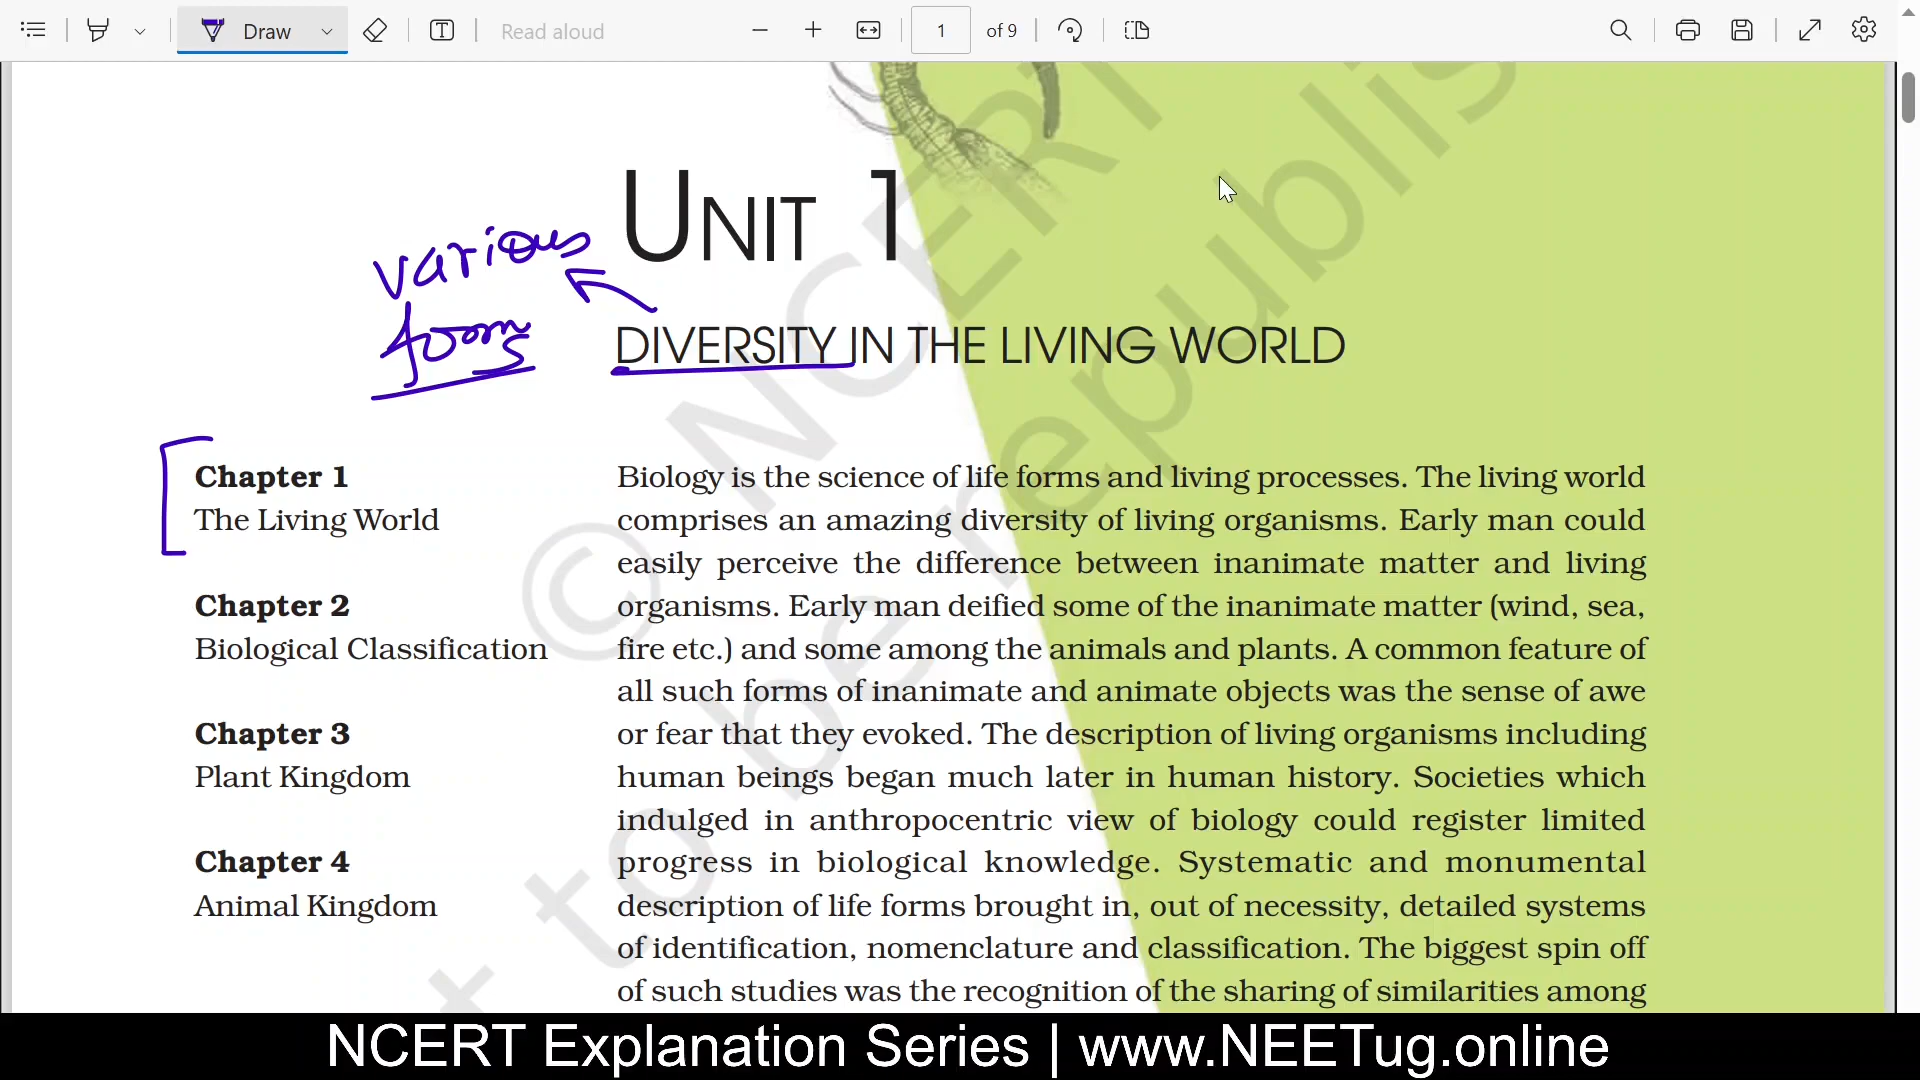 Draw
Read aloud
1
of 9
UNIT 1
various
forms
DIVERSITY IN THE LIVING WORLD
Chapter 1
The Living World
Chapter 2
Biological Classification
Chapter 3
Plant Kingdom
Chapter 4
Animal Kingdom
Biology is the science of life forms and living processes. The living world
comprises an amazing diversity of living organisms. Early man could
easily perceive the difference between inanimate matter and living
organisms. Early man deified some of the inanimate matter (wind, sea,
fire etc.) and some among the animals and plants. A common feature of
all such forms of inanimate and animate objects was the sense of awe
or fear that they evoked. The description of living organisms including
human beings began much later in human history. Societies which
indulged in anthropocentric view of biology could register limited
progress in biological knowledge. Systematic and monumental
description of life forms brought in, out of necessity, detailed systems
of identification, nomenclature and classification. The biggest spin off
of such studies was the recognition of the sharing of similarities among
© NCERT
t to be republis
NCERT Explanation Series | www.NEETug.online